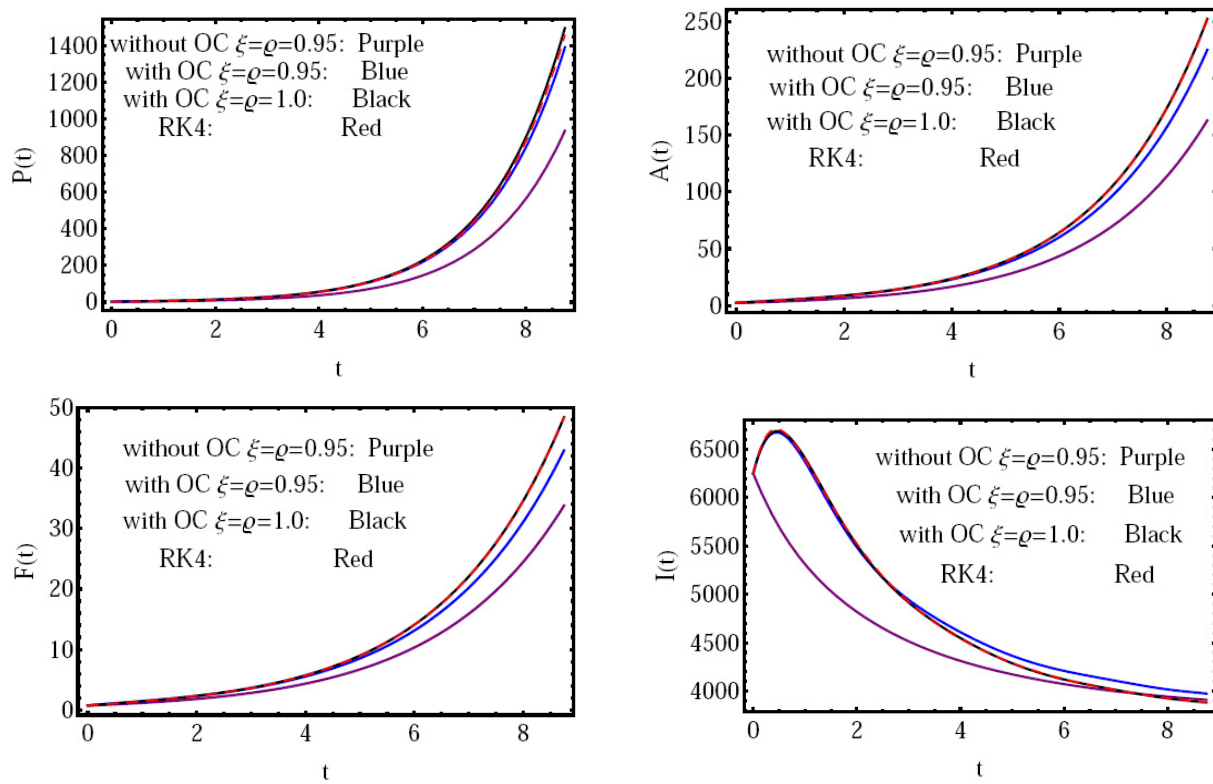 1400
1200
1000
800
600
400
200
0
P(t)
without OC ξ=ϱ=0.95: Purple
with OC ξ=ϱ=0.95: Blue
with OC ξ=ϱ=1.0: Black
RK4: Red
0 2 4 6 8
t
250
200
150
100
50
0
A(t)
without OC ξ=ϱ=0.95: Purple
with OC ξ=ϱ=0.95: Blue
with OC ξ=ϱ=1.0: Black
RK4: Red
0 2 4 6 8
t
50
40
30
20
10
0
F(t)
without OC ξ=ϱ=0.95: Purple
with OC ξ=ϱ=0.95: Blue
with OC ξ=ϱ=1.0: Black
RK4: Red
0 2 4 6 8
t
6500
6000
5500
5000
4500
4000
I(t)
without OC ξ=ϱ=0.95: Purple
with OC ξ=ϱ=0.95: Blue
with OC ξ=ϱ=1.0: Black
RK4: Red
0 2 4 6 8
t